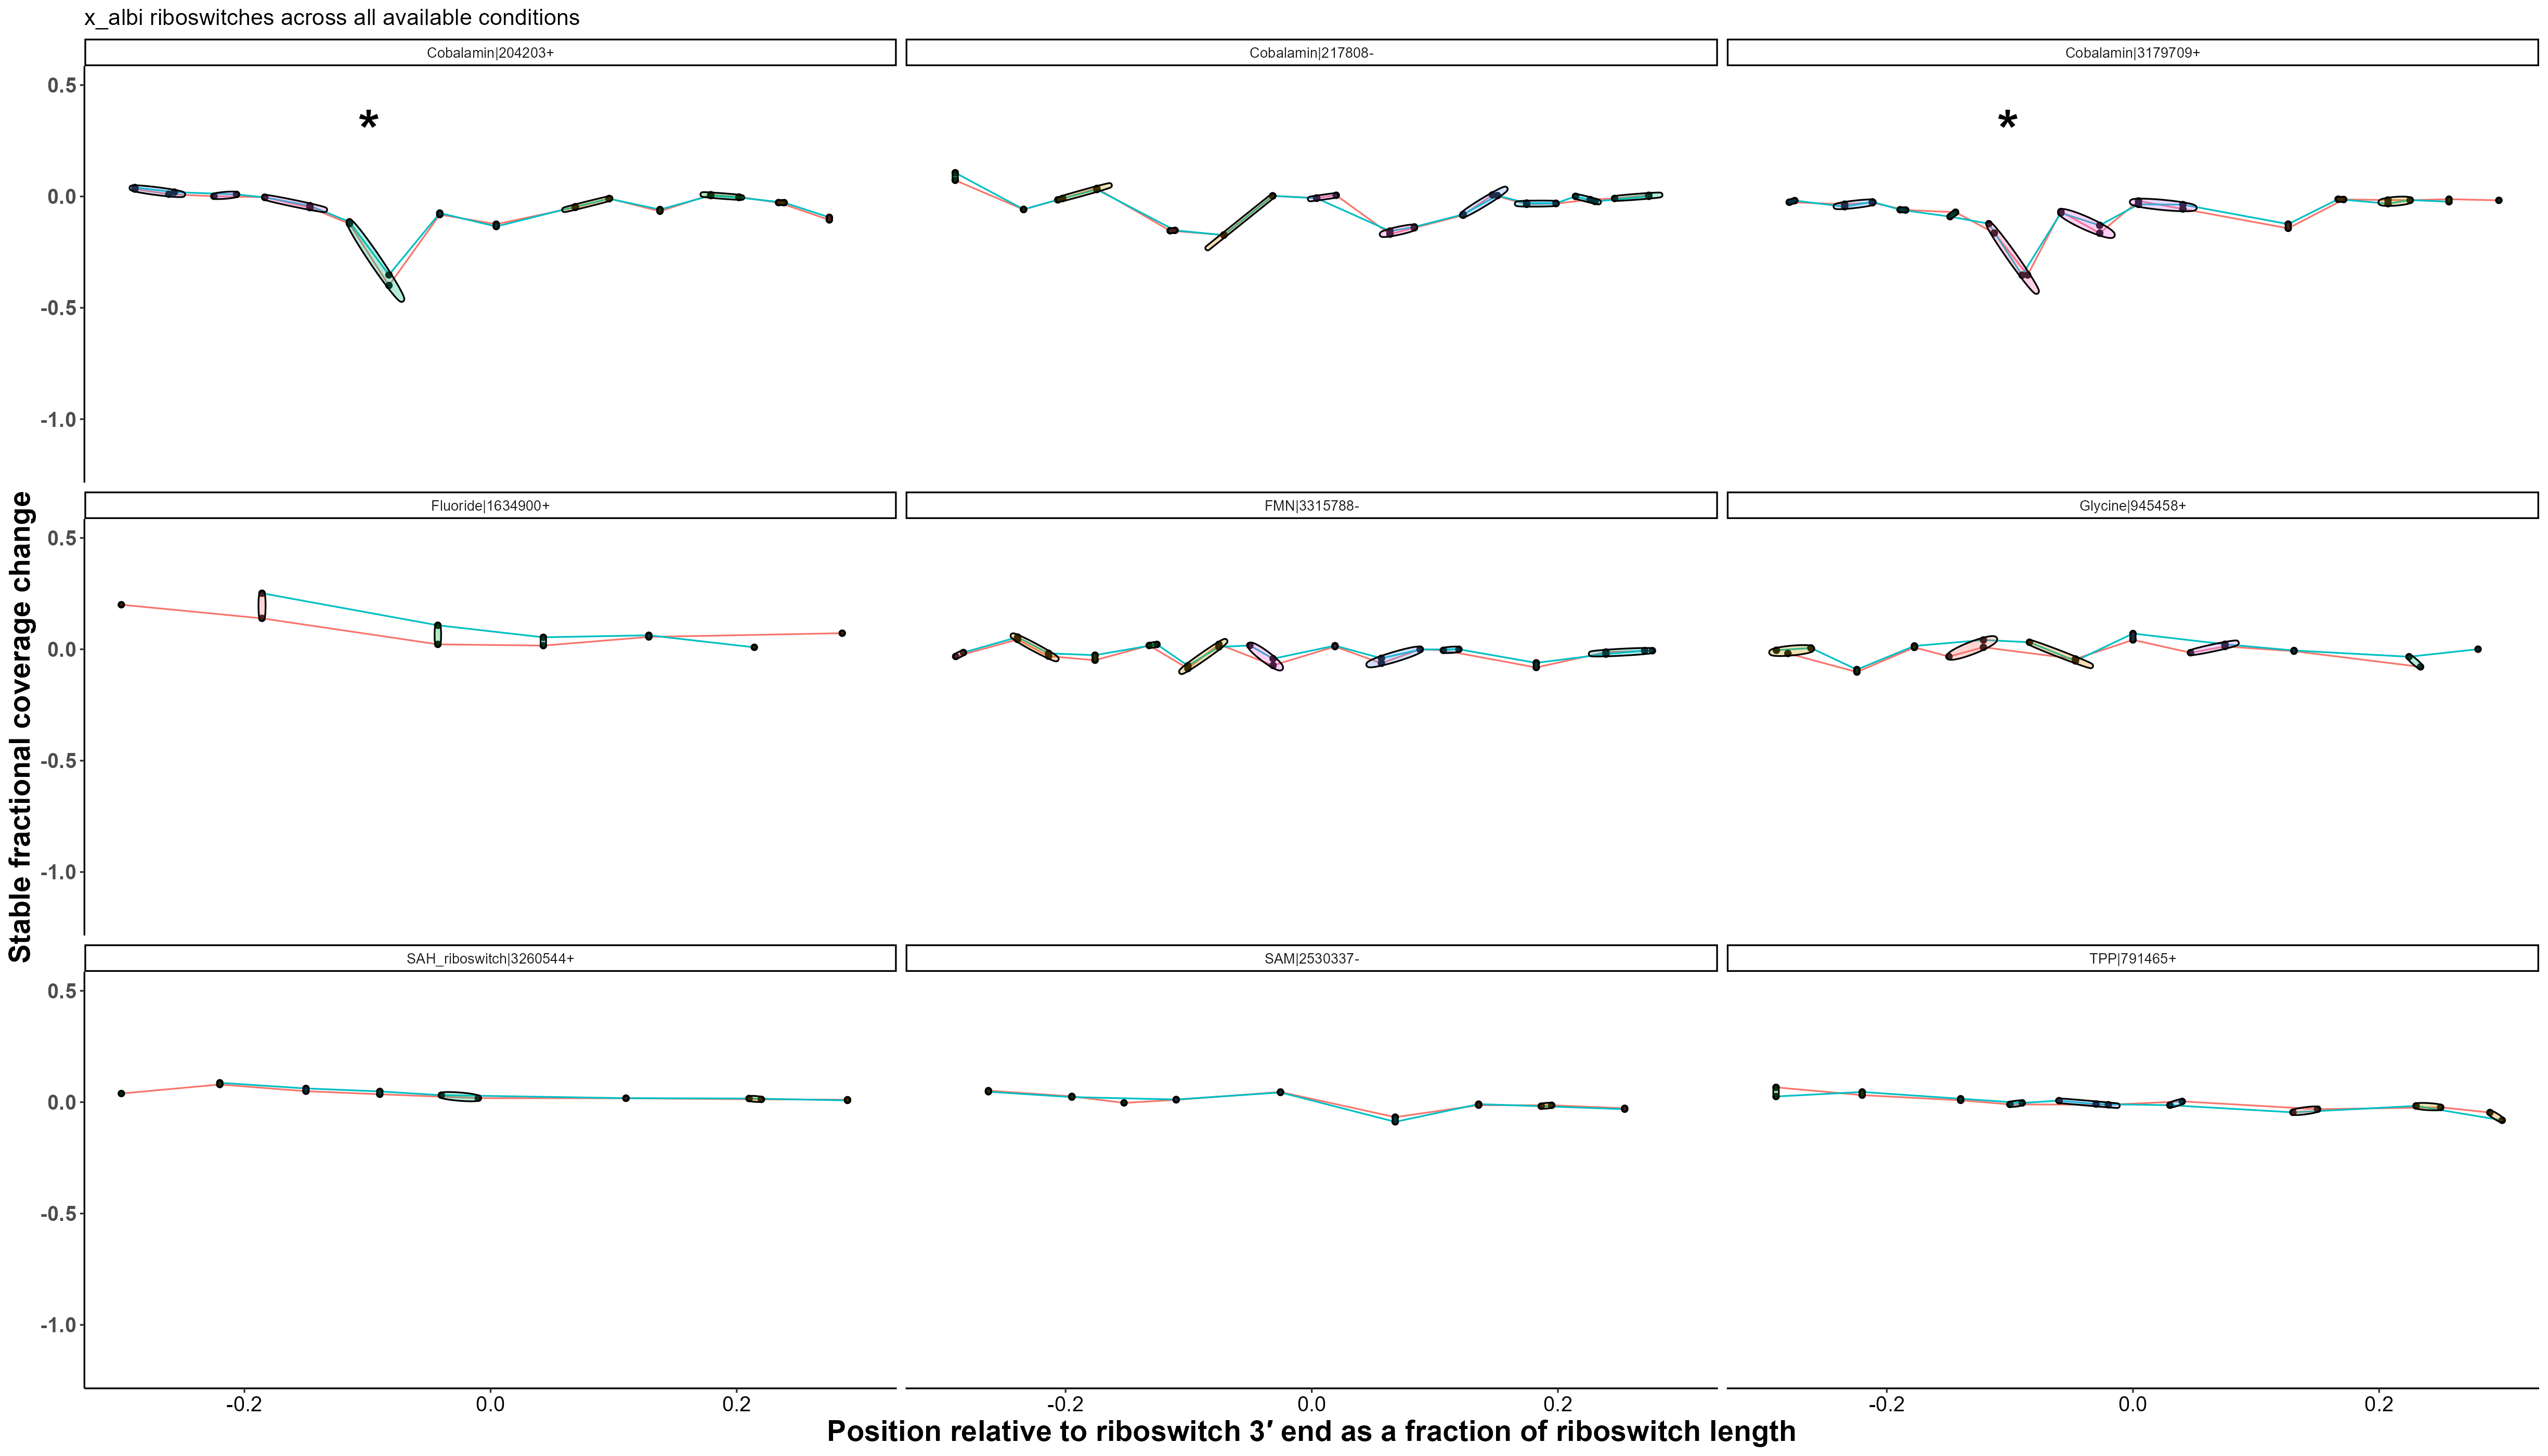 x_albi riboswitches across all available conditions
Cobalamin|204203+
Cobalamin|217808-
Cobalamin|3179709+
0.5
0.0
-0.5
-1.0
*
*
Fluoride|1634900+
FMN|3315788-
Glycine|945458+
0.5
0.0
-0.5
-1.0
SAH_riboswitch|3260544+
SAM|2530337-
TPP|791465+
0.5
0.0
-0.5
-1.0
-0.2 0.0 0.2
-0.2 0.0 0.2
-0.2 0.0 0.2
Position relative to riboswitch 3′ end as a fraction of riboswitch length
Stable fractional coverage change